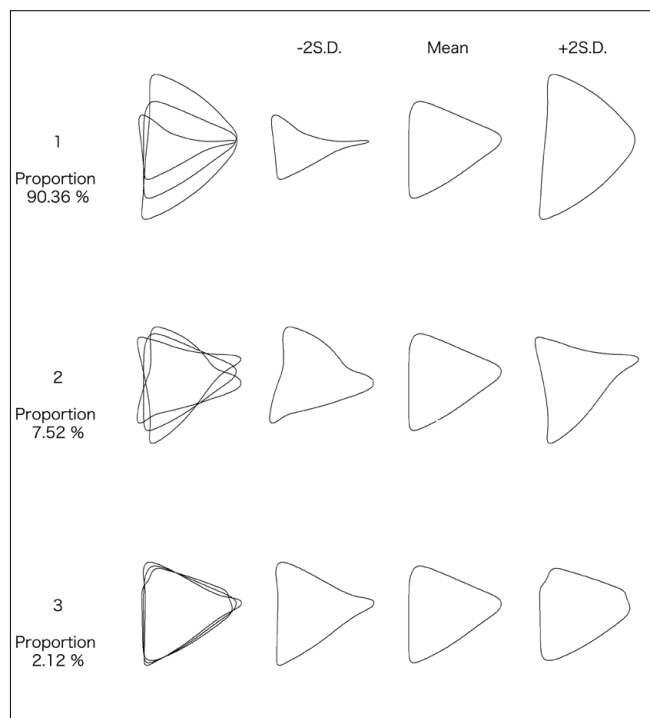 -2S.D. Mean +2S.D.
1
Proportion
90.36 %
2
Proportion
7.52 %
3
Proportion
2.12 %